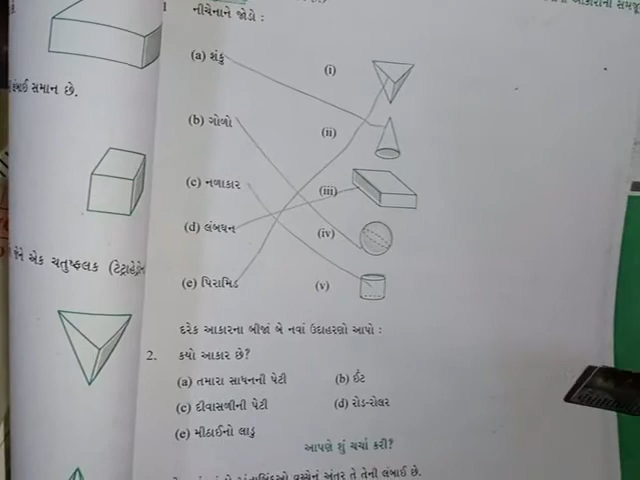 નીચેનાને જોડો :
(a) શંકુ
(i)
(b) ગોળો
(ii)
(c) નળાકાર
(iii)
(d) લંબઘન
(iv)
(e) પિરામિડ
(v)
સમાન છે.
એક ચતુષ્ફલક
દરેક આકારના બીજાં બે નવાં ઉદાહરણો આપો :
2. કયો આકાર છે?
(a) તમારા સાધનની પેટી (b) ઈંટ
(c) દીવાસળીની પેટી (d) રોડ-રોલર
(e) મીઠાઈનો લાડુ
આપણે શું ચર્ચા કરી?
અંતર તે તેની લંબાઈ છે.